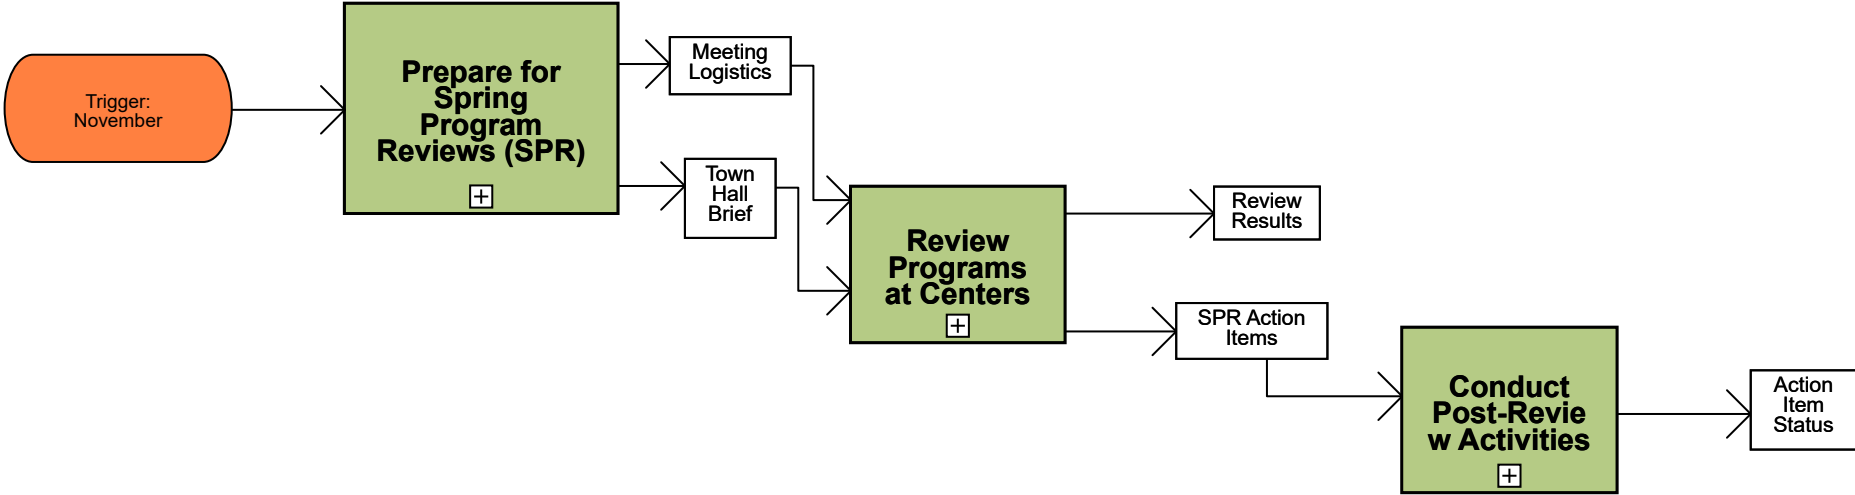 Trigger:
November
Prepare for
Spring
Program
Reviews (SPR)
Meeting
Logistics
Town
Hall
Brief
Review
Programs
at Centers
Review
Results
SPR Action
Items
Conduct
Post-Revie
w Activities
Action
Item
Status